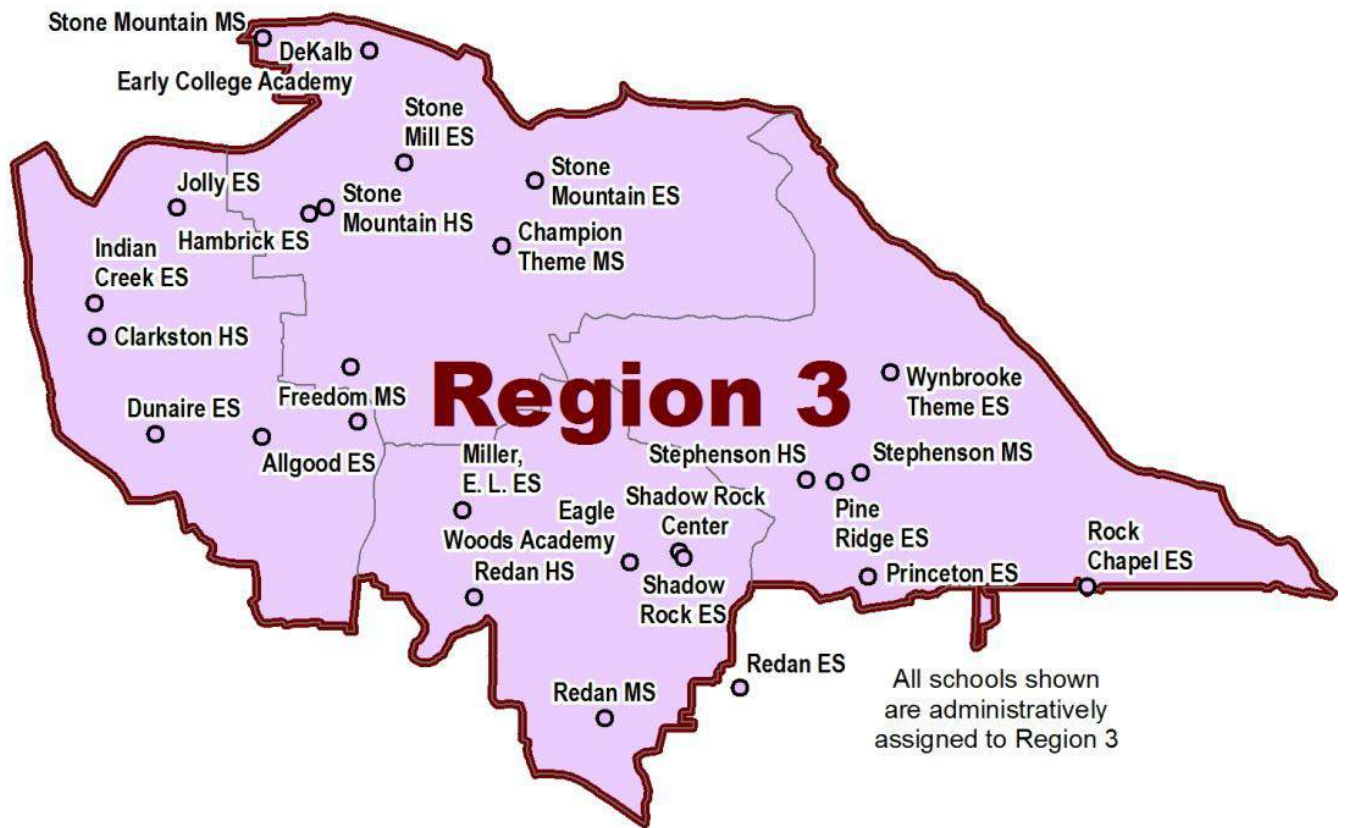 Stone Mountain MS
DeKalb
Early College Academy
Stone
Mill ES
Jolly ES
Stone
Mountain HS
Stone
Mountain ES
Hambrick ES
Champion
Theme MS
Indian
Creek ES
Clarkston HS
Region 3
Wynbrooke
Theme ES
Freedom MS
Dunaire ES
Allgood ES
Miller,
E. L. ES
Stephenson HS
Stephenson MS
Shadow Rock
Center
Eagle
Woods Academy
Pine
Ridge ES
Rock
Chapel ES
Redan HS
Shadow
Rock ES
Princeton ES
Redan ES
Redan MS
All schools shown
are administratively
assigned to Region 3